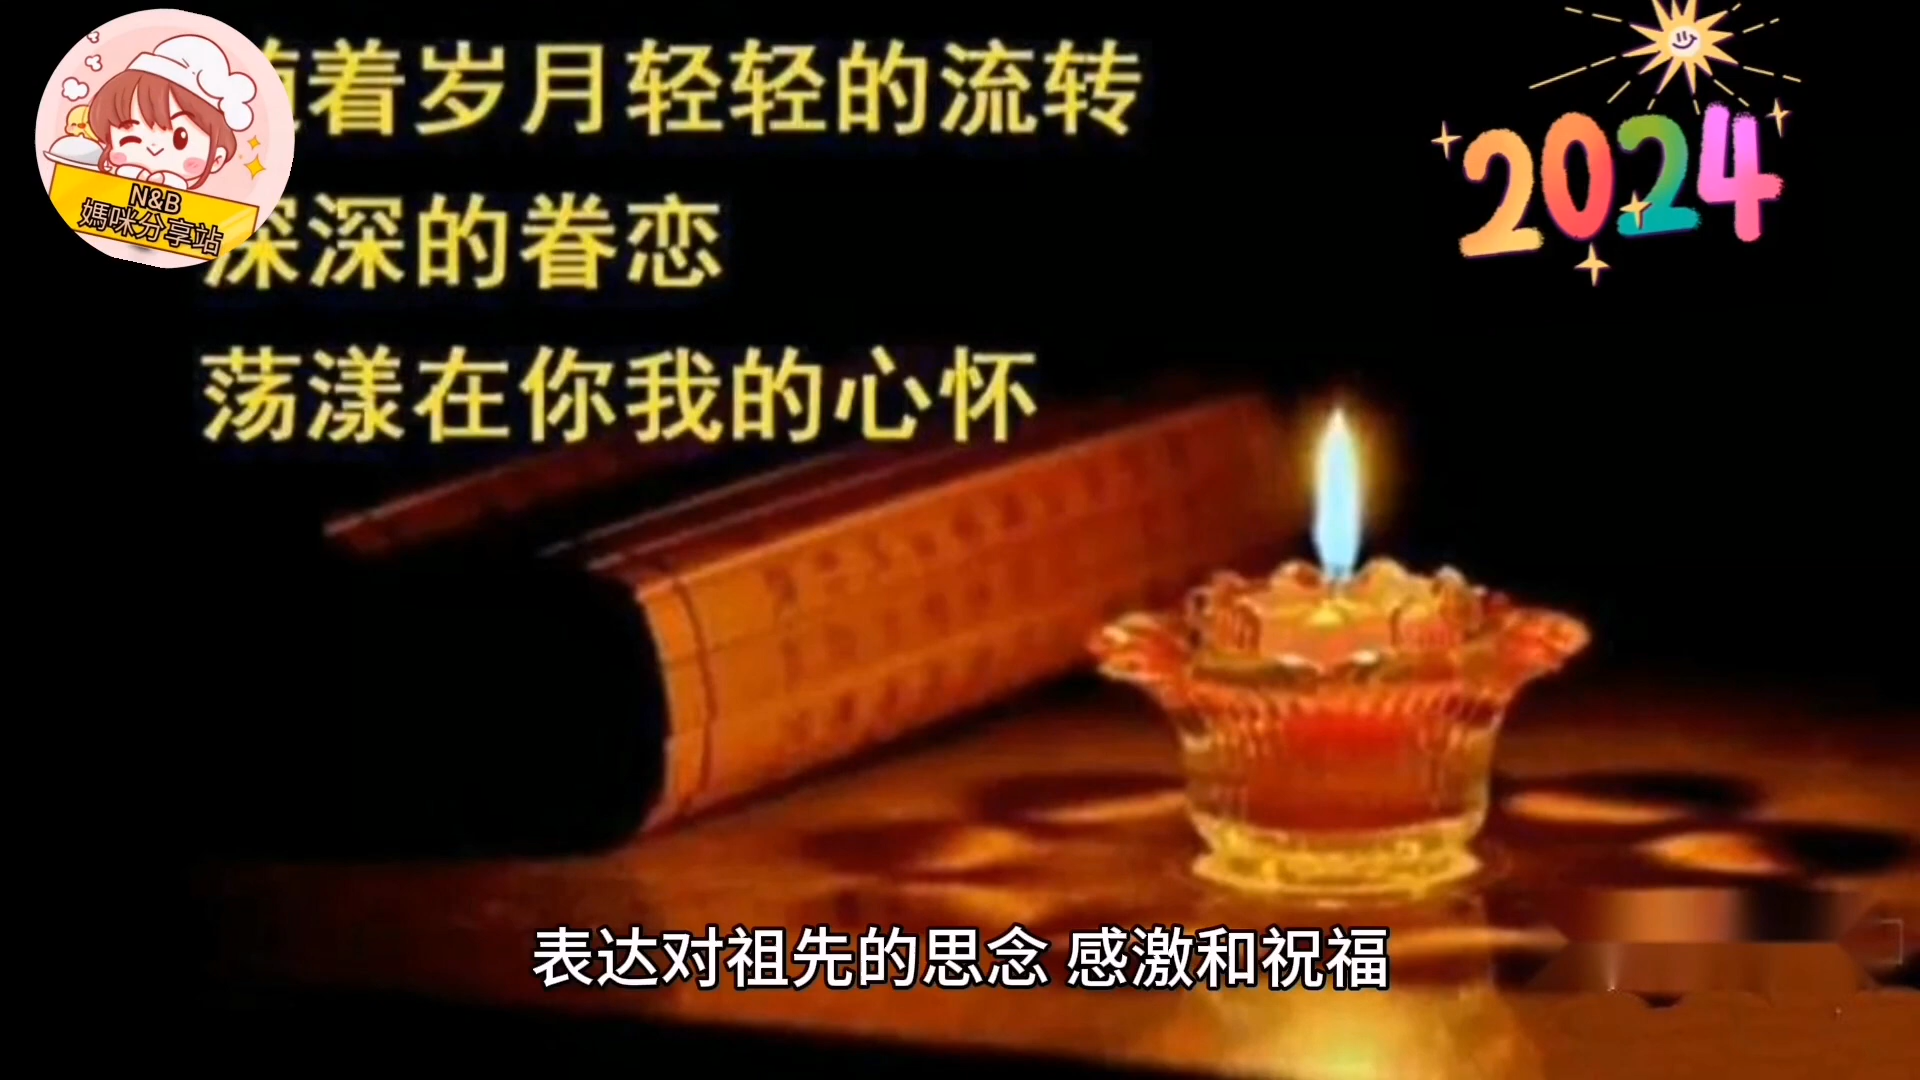 着岁月轻轻的流转
深深的眷恋
荡漾在你我的心怀
N&B
媽咪分享站
2024
表达对祖先的思念 感激和祝福